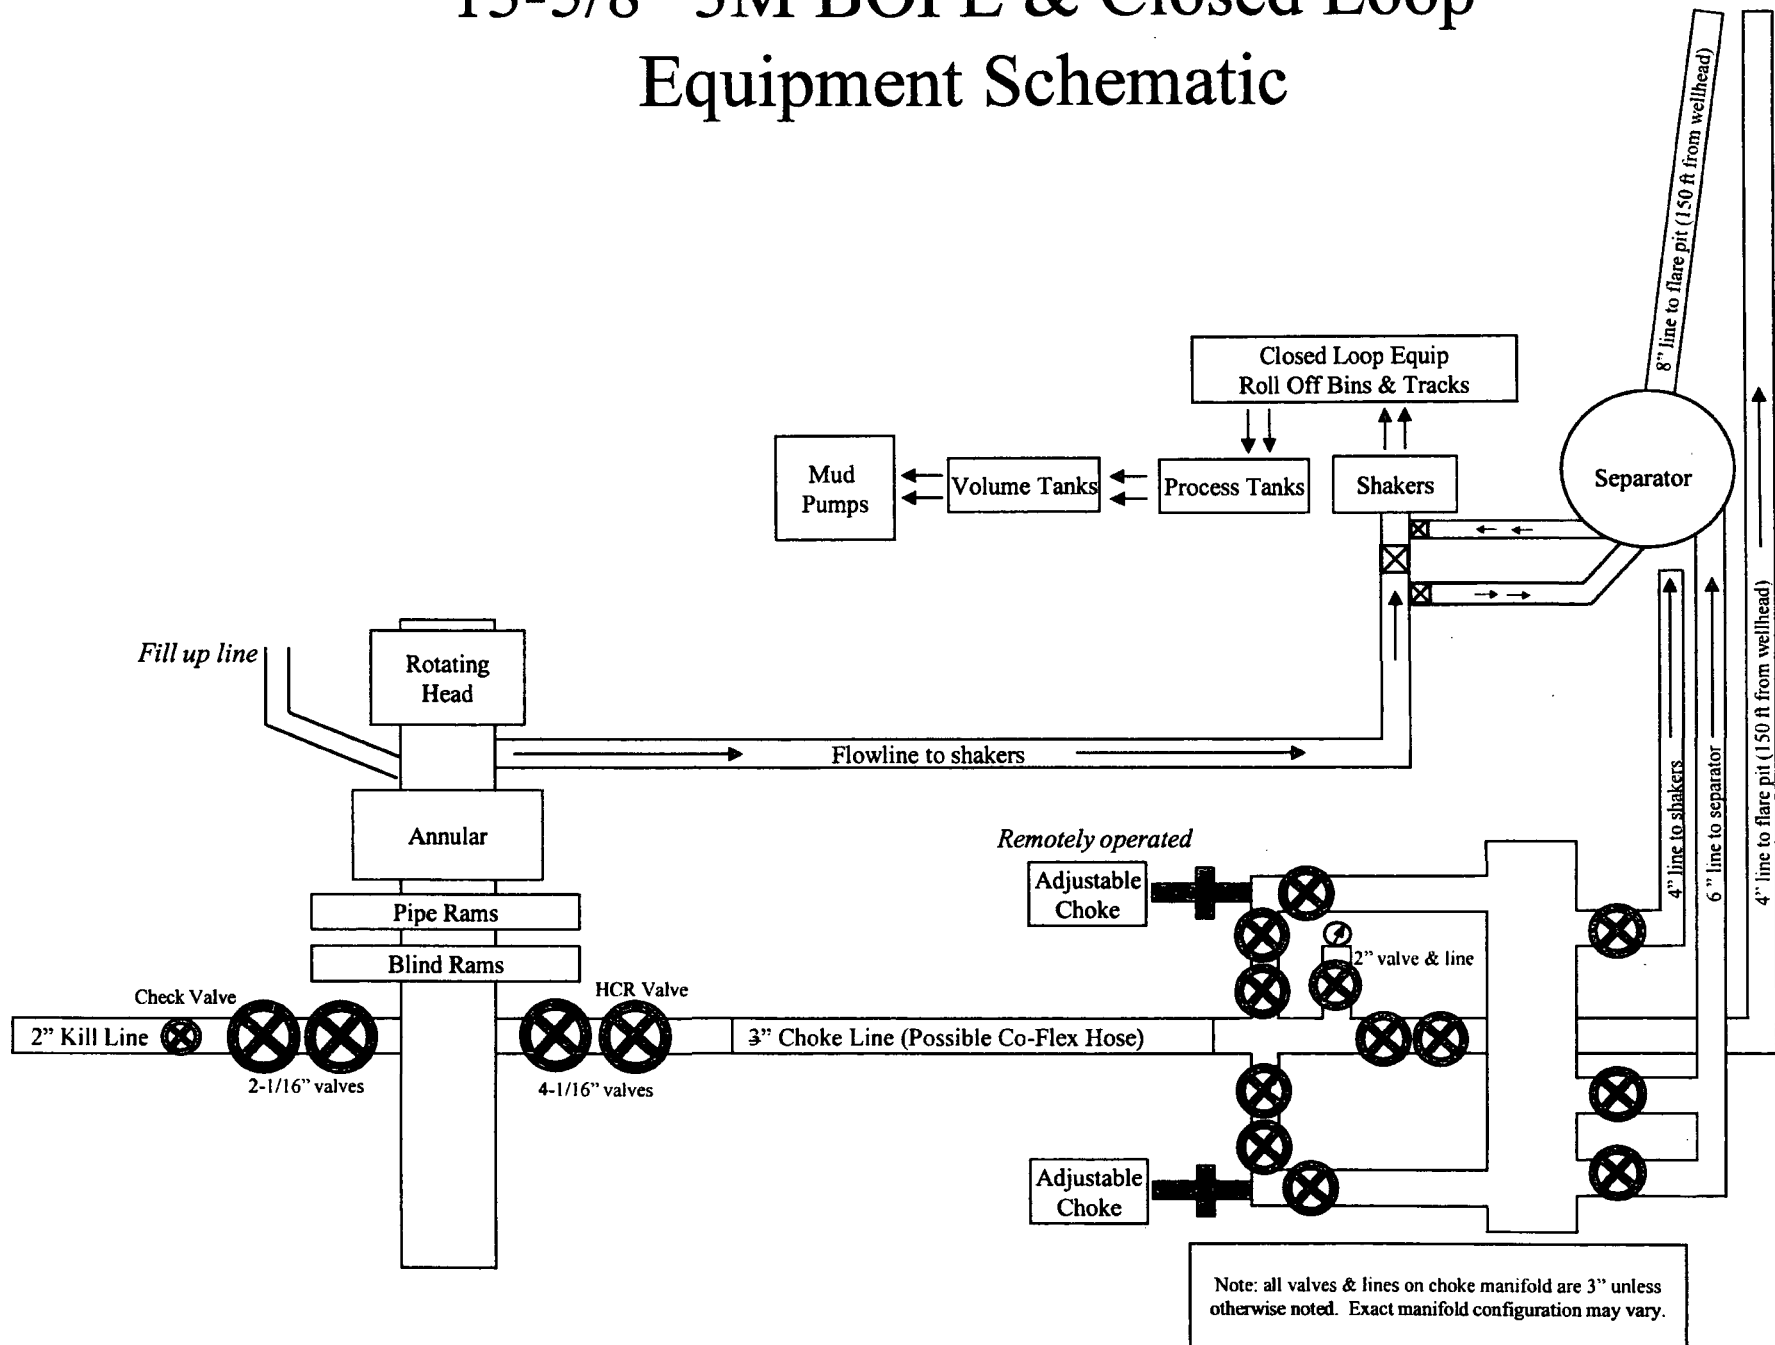 Equipment Schematic
8” line to flare pit (150 ft from wellhead)
Closed Loop Equip
Roll Off Bins & Tracks
Mud
Pumps
Volume Tanks
Process Tanks
Shakers
Separator
Fill up line
Rotating
Head
Flowline to shakers
Annular
Pipe Rams
Blind Rams
Remotely operated
Adjustable
Choke
2” valve & line
4” line to shakers
6 ” line to separator
4” line to flare pit (150 ft from wellhead)
Check Valve
HCR Valve
2” Kill Line
3” Choke Line (Possible Co-Flex Hose)
2-1/16” valves
4-1/16” valves
Adjustable
Choke
Note: all valves & lines on choke manifold are 3” unless
otherwise noted.  Exact manifold configuration may vary.